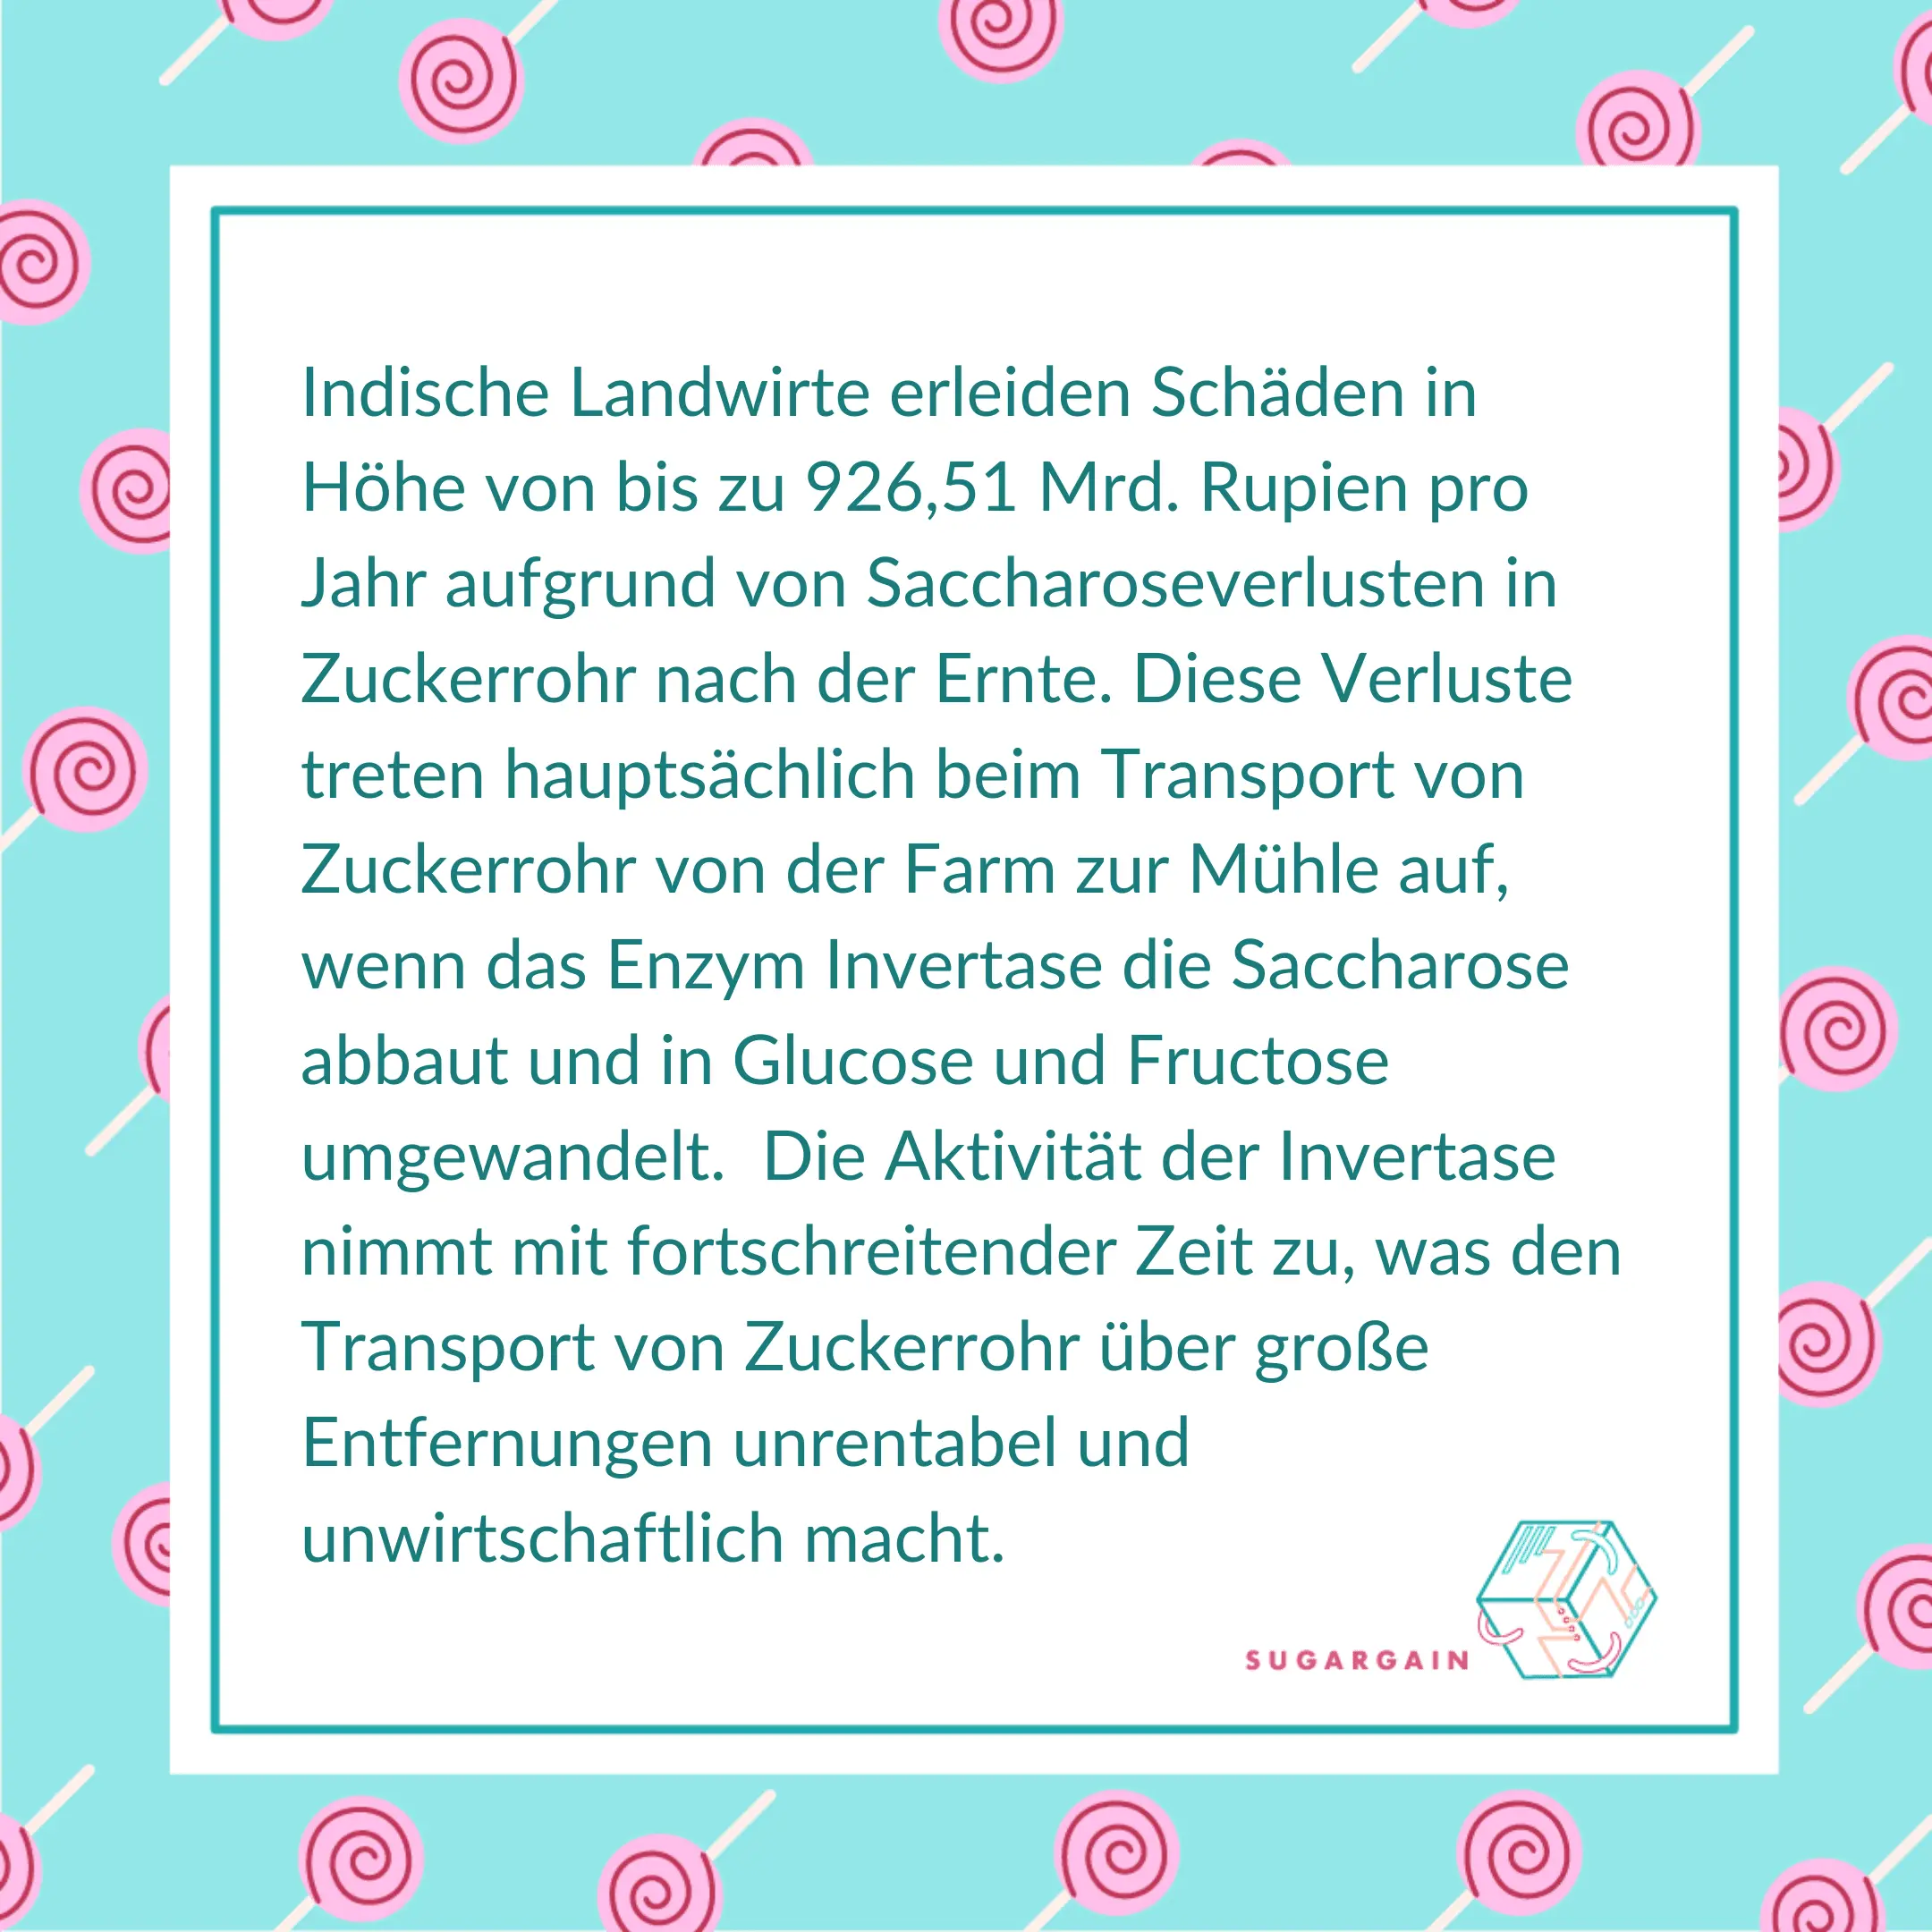 Indische Landwirte erleiden Schäden in
Höhe von bis zu 926,51 Mrd. Rupien pro
Jahr aufgrund von Saccharoseverlusten in
Zuckerrohr nach der Ernte. Diese Verluste
treten hauptsächlich beim Transport von
Zuckerrohr von der Farm zur Mühle auf,
wenn das Enzym Invertase die Saccharose
abbaut und in Glucose und Fructose
umgewandelt.  Die Aktivität der Invertase
nimmt mit fortschreitender Zeit zu, was den
Transport von Zuckerrohr über große
Entfernungen unrentabel und
unwirtschaftlich macht.
SUGARGAIN